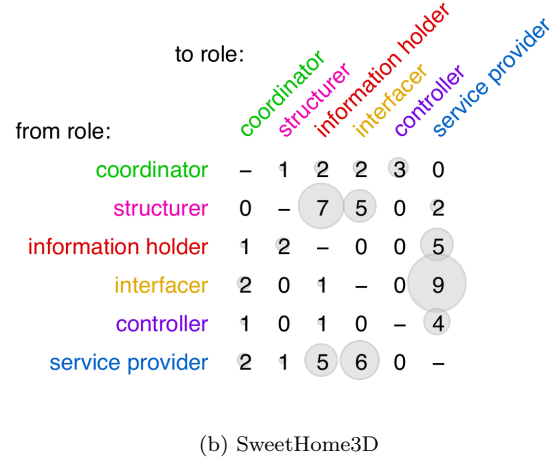 to role:
coordinator
structurer
information holder
interfacer
controller
service provider
from role:
coordinator – 1 2 2 3 0
structurer 0 – 7 5 0 2
information holder 1 2 – 0 0 5
interfacer 2 0 1 – 0 9
controller 1 0 1 0 – 4
service provider 2 1 5 6 0 –
(b) SweetHome3D